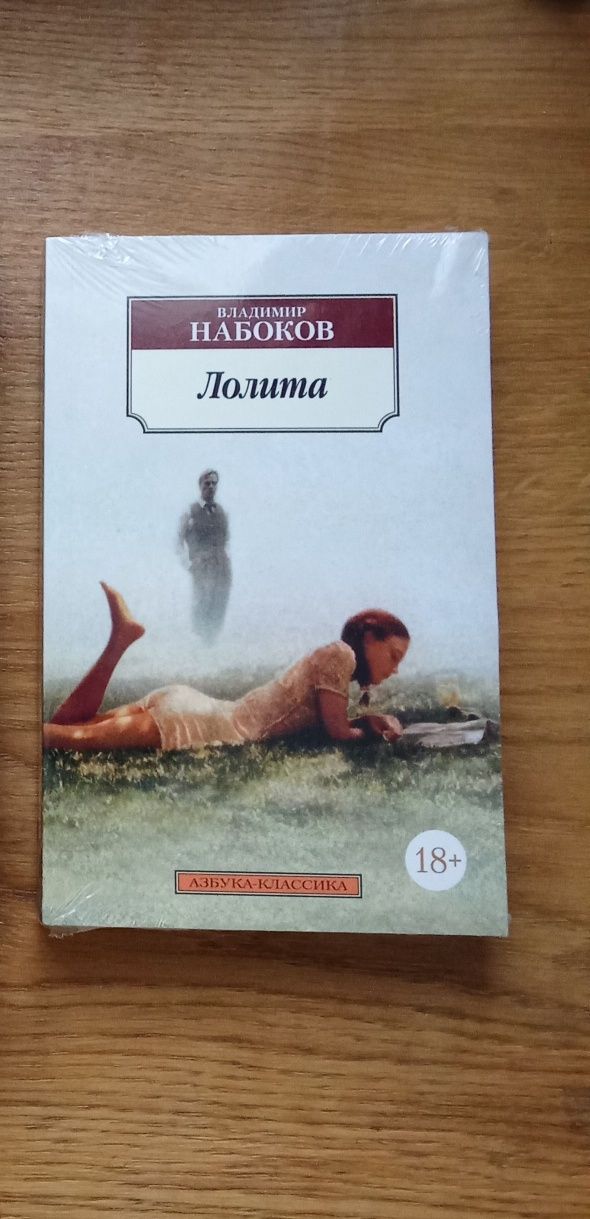 ВЛАДИМИР
НАБОКОВ
Лолита
18+
АЗБУКА-КЛАССИКА